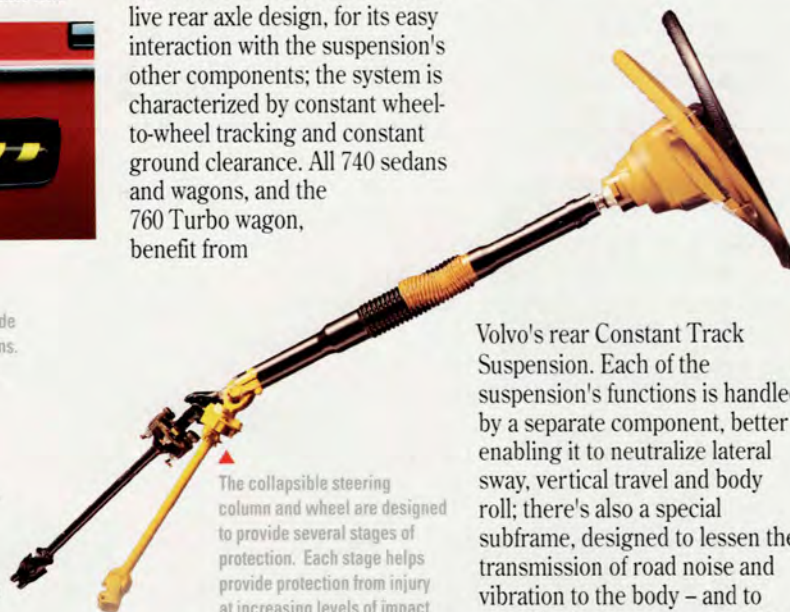 live rear axle design, for its easy
interaction with the suspension's
other components; the system is
characterized by constant wheel-
to-wheel tracking and constant
ground clearance. All 740 sedans
and wagons, and the
760 Turbo wagon,
benefit from
The collapsible steering
column and wheel are designed
to provide several stages of
protection. Each stage helps
provide protection from injury
at increasing levels of impact
Volvo's rear Constant Track
Suspension. Each of the
suspension's functions is handled
by a separate component, better
enabling it to neutralize lateral
sway, vertical travel and body
roll; there's also a special
subframe, designed to lessen the
transmission of road noise and
vibration to the body – and to